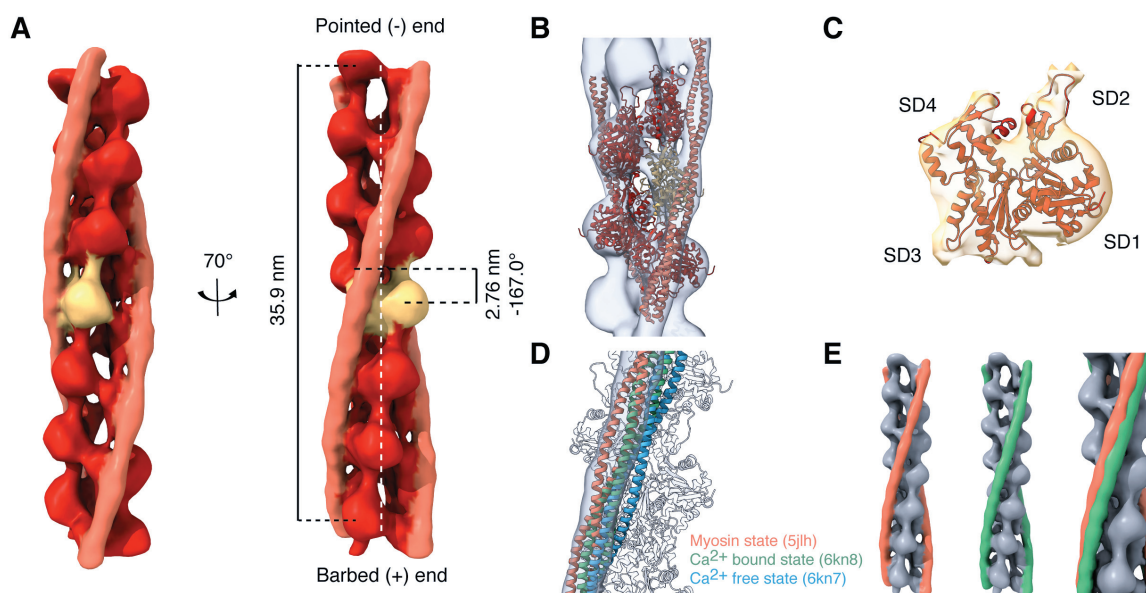 A
Pointed (-) end
70°
35.9 nm
2.76 nm
-167.0°
Barbed (+) end
B
C
SD4
SD2
SD3
SD1
D
Myosin state (5jlh)
Ca2+ bound state (6kn8)
Ca2+ free state (6kn7)
E